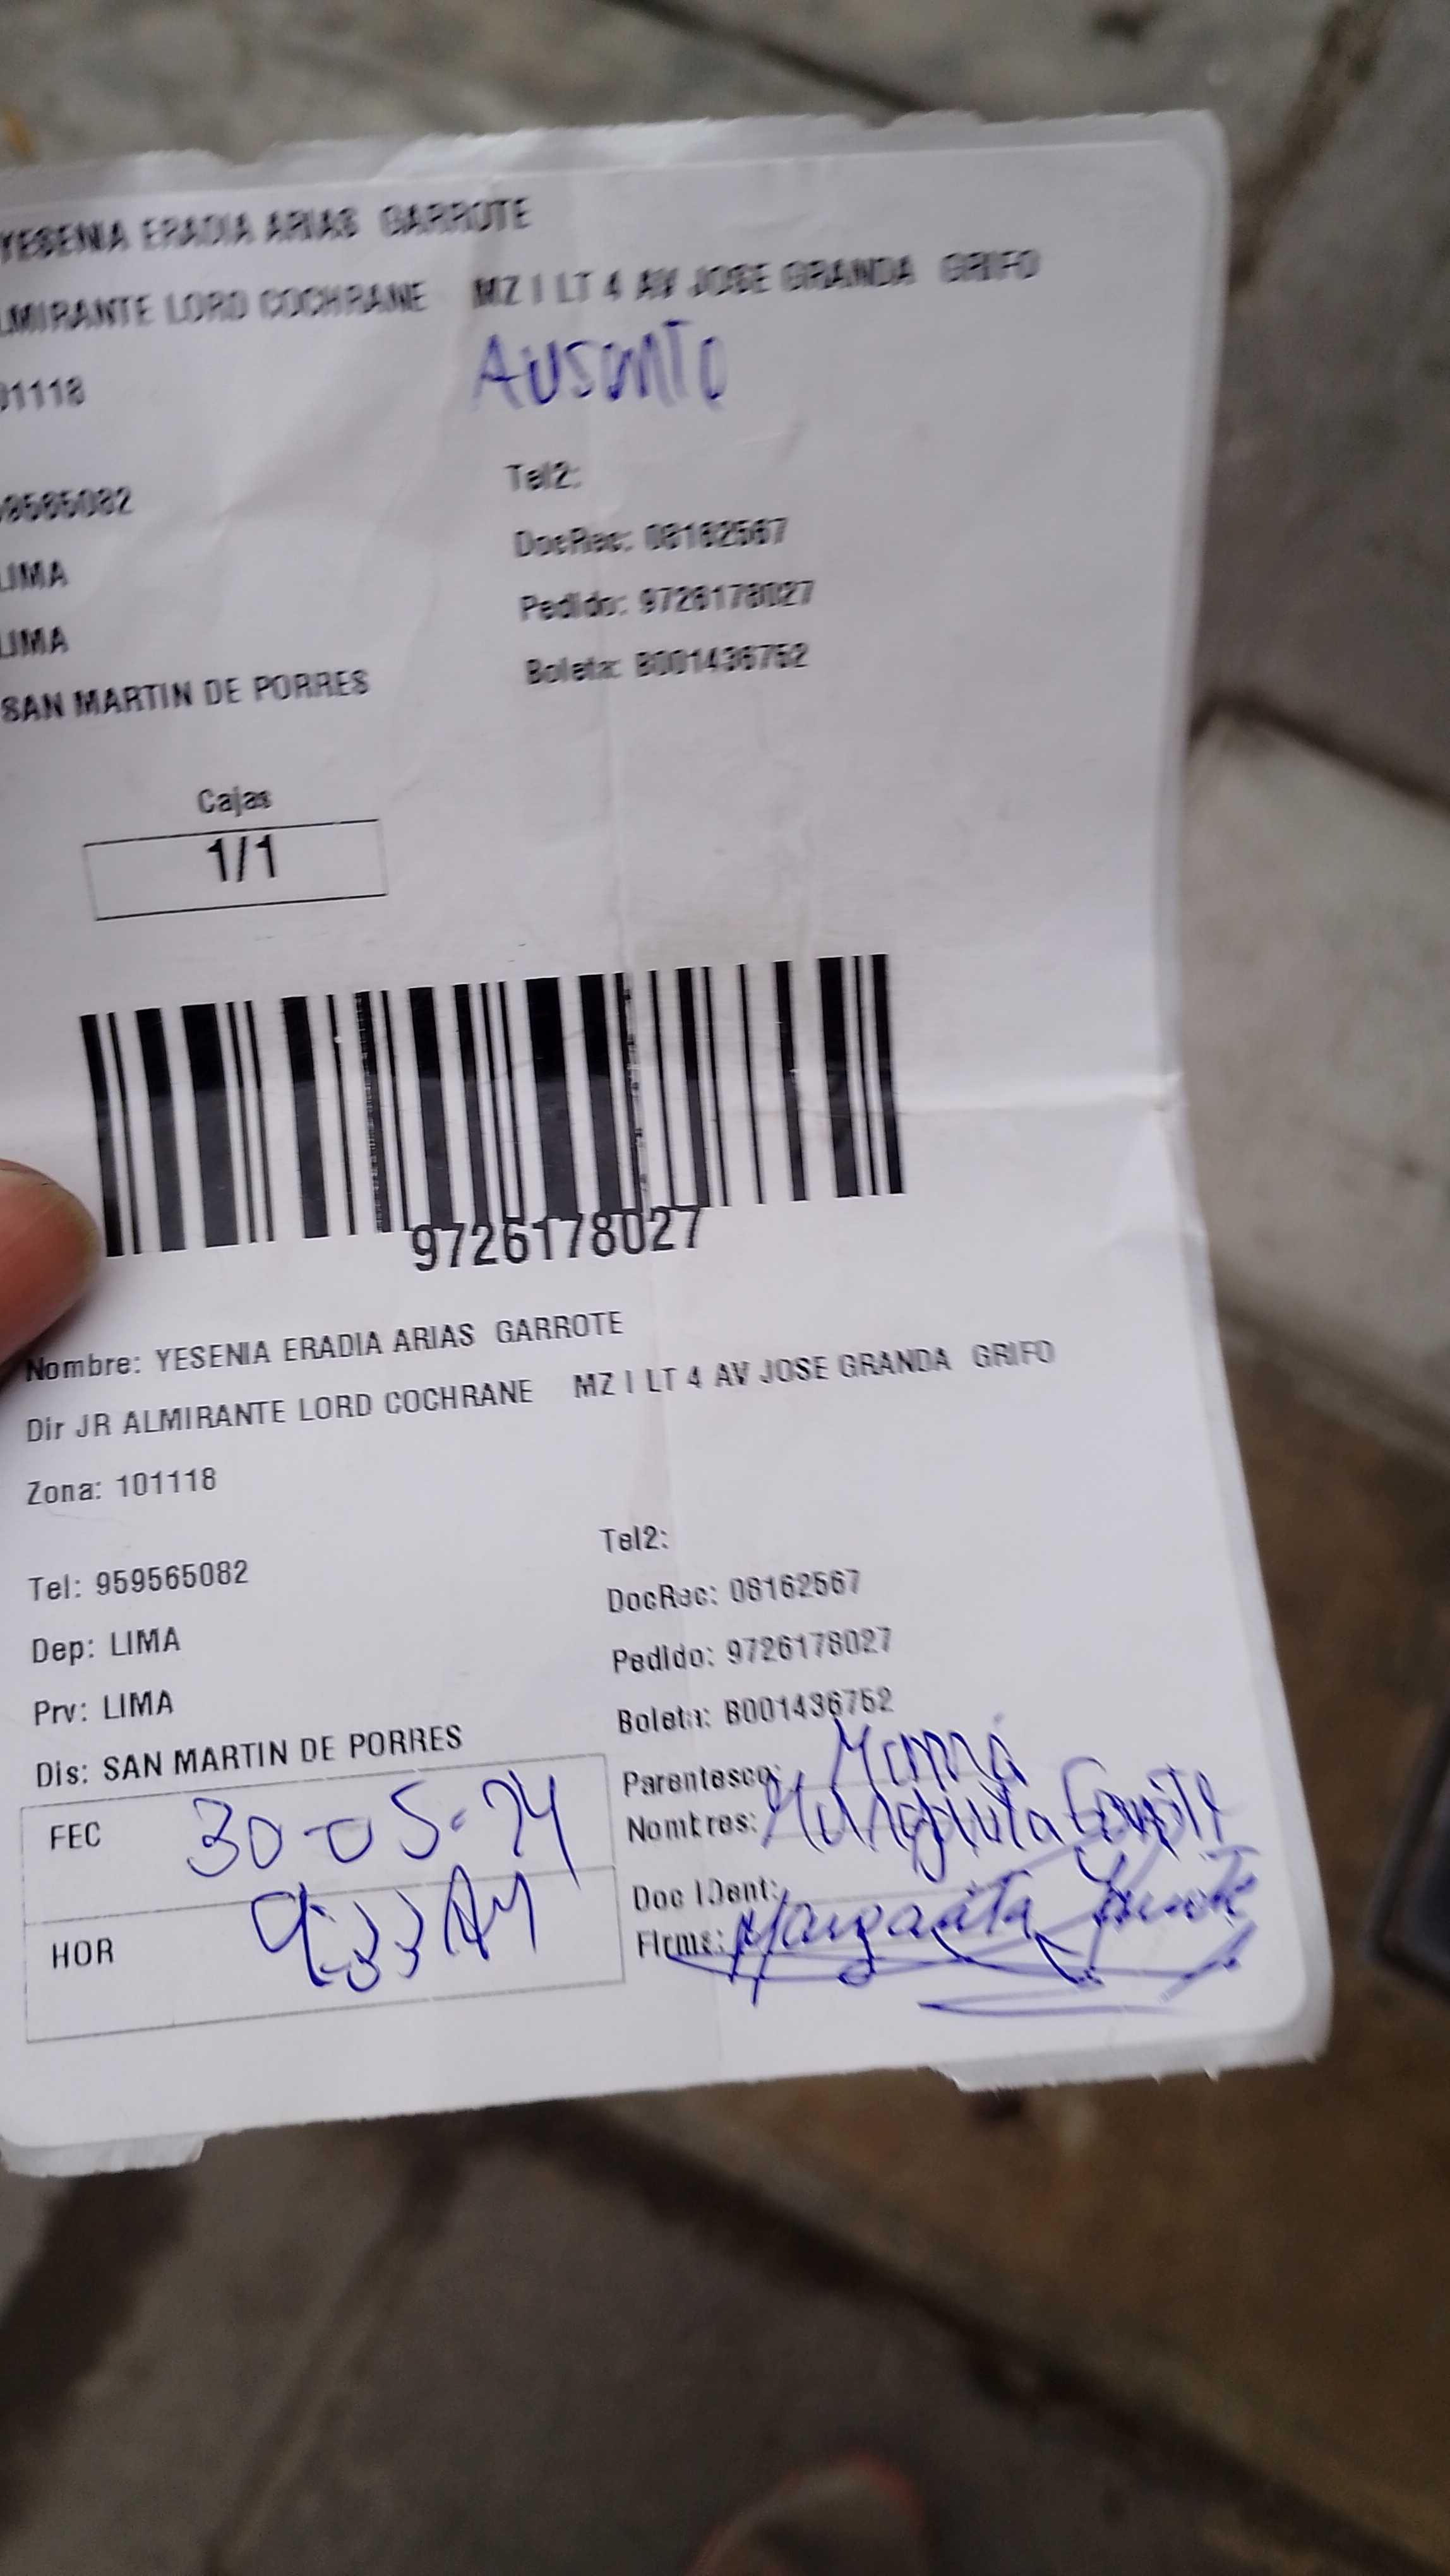 YESENIA ERADIA ARIAS GARROTE
LMIRANTE LORD COCHRANE MZ I LT 4 AV JOSE GRANDA GRIFO
01118
AUSENTO
Tel2:
9565082
DocRec: 08162567
LIMA
Pedido: 9726178027
LIMA
Boleta: B001436752
SAN MARTIN DE PORRES
Cajas
1/1
9726178027
Nombre: YESENIA ERADIA ARIAS GARROTE
Dir JR ALMIRANTE LORD COCHRANE MZ I LT 4 AV JOSE GRANDA GRIFO
Zona: 101118
Tel2:
Tel: 959565082
DocRec: 08162567
Dep: LIMA
Pedido: 9726178027
Prv: LIMA
Boleta: B001436752
Dis: SAN MARTIN DE PORRES
Parentesco: Mamá
FEC 30-05-24
Nombres: Margarita
Doc IDent:
HOR 9:33 AM
Firma: Margarita